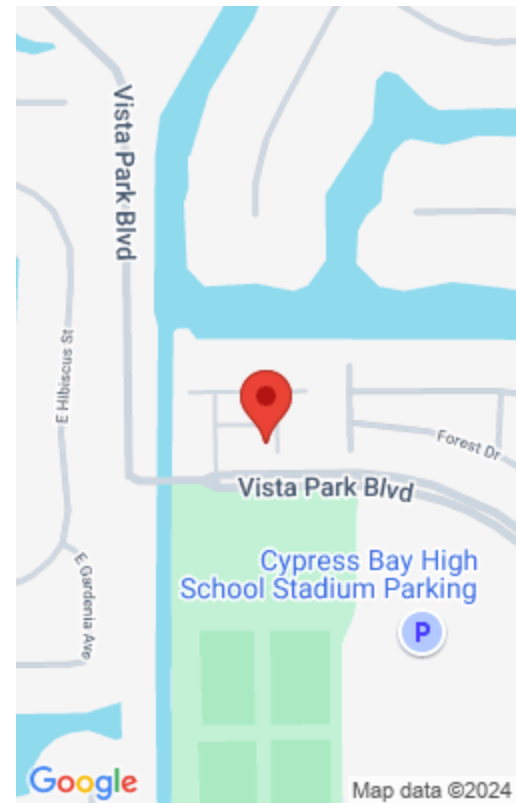 Vista Park Blvd
E Hibiscus St
Forest Dr
Vista Park Blvd
Cypress Bay High
School Stadium Parking
P
E Gardenia Ave
Google
Map data ©2024